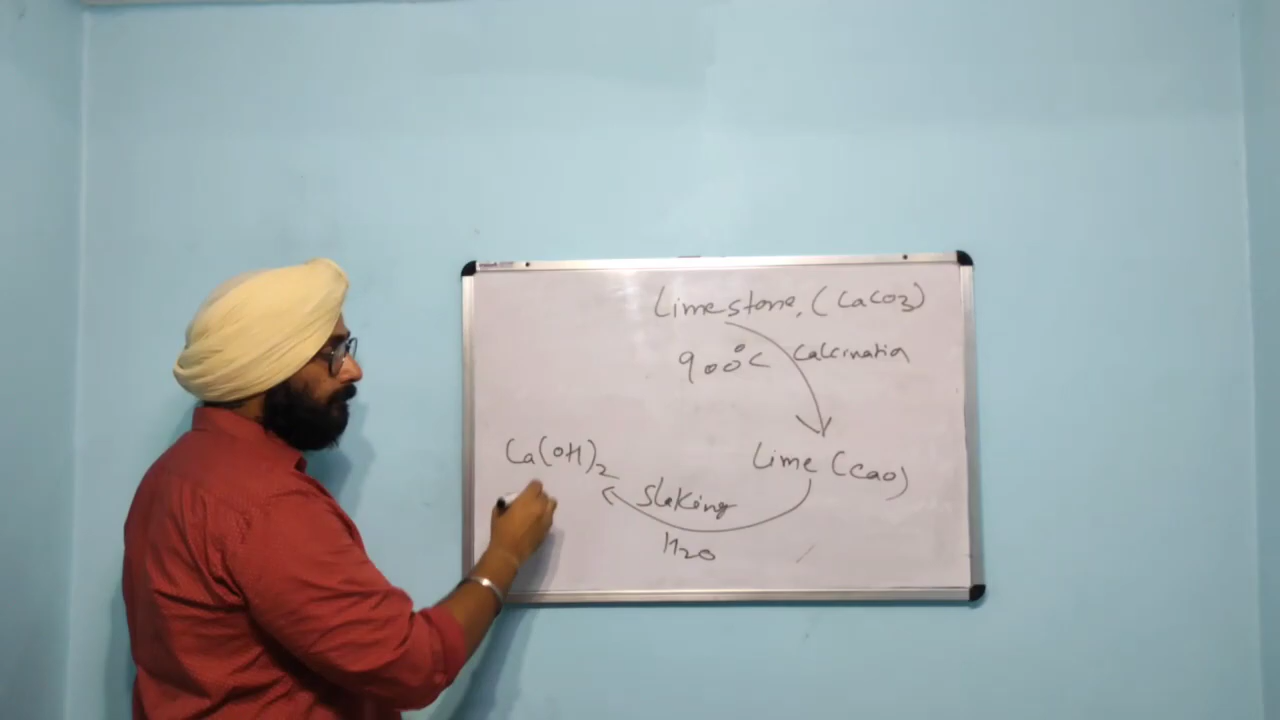 Limestone, (CaCO3)
900°C Calcination
Lime (CaO)
Ca(OH)2
Slaking
H2O